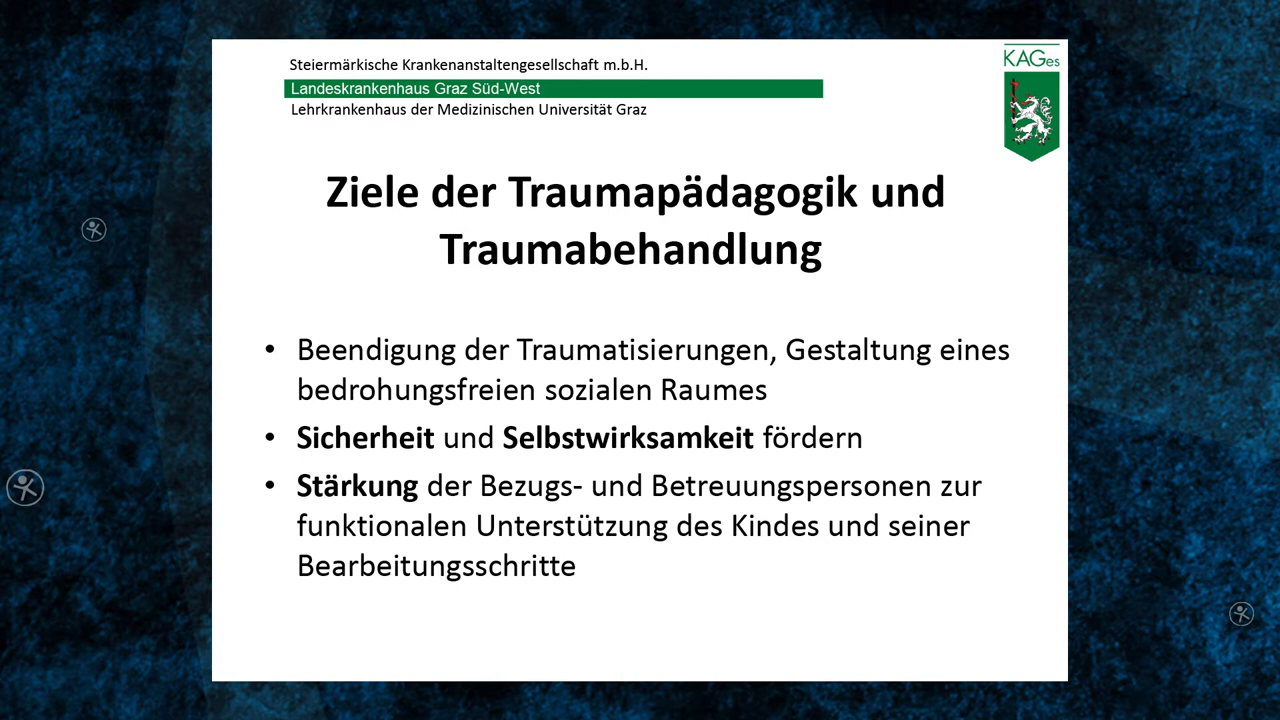 Steiermärkische Krankenanstaltengesellschaft m.b.H.
Landeskrankenhaus Graz Süd-West
Lehrkrankenhaus der Medizinischen Universität Graz
KAGes
Ziele der Traumapädagogik und
Traumabehandlung
• Beendigung der Traumatisierungen, Gestaltung eines
bedrohungsfreien sozialen Raumes
• Sicherheit und Selbstwirksamkeit fördern
• Stärkung der Bezugs- und Betreuungspersonen zur
funktionalen Unterstützung des Kindes und seiner
Bearbeitungsschritte